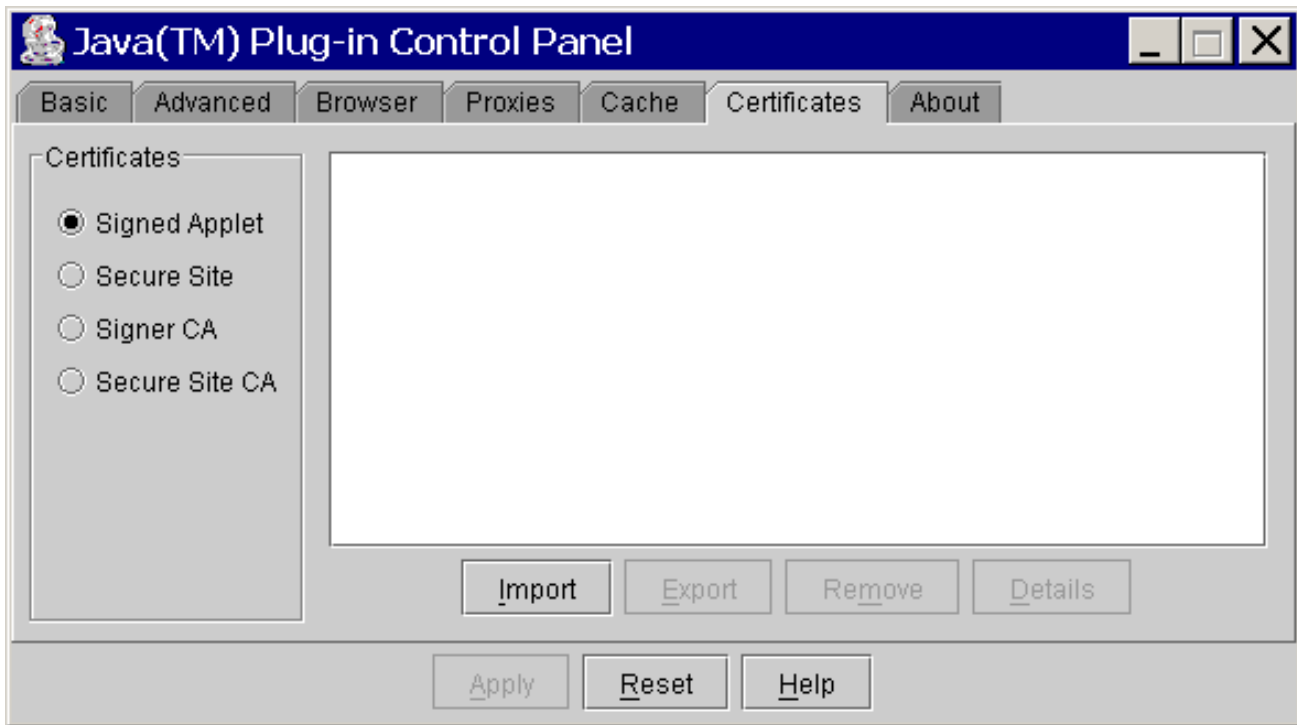 Java(TM) Plug-in Control Panel
Basic Advanced Browser Proxies Cache Certificates About
Certificates
Signed Applet
Secure Site
Signer CA
Secure Site CA
Import Export Remove Details
Apply Reset Help